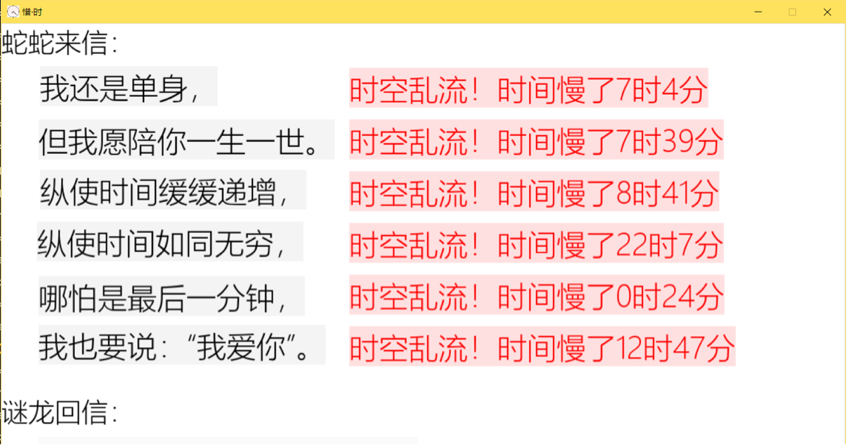 慢·时
蛇蛇来信：
我还是单身， 时空乱流！时间慢了7时4分
但我愿陪你一生一世。 时空乱流！时间慢了7时39分
纵使时间缓缓递增， 时空乱流！时间慢了8时41分
纵使时间如同无穷， 时空乱流！时间慢了22时7分
哪怕是最后一分钟， 时空乱流！时间慢了0时24分
我也要说：“我爱你”。 时空乱流！时间慢了12时47分
谜龙回信：